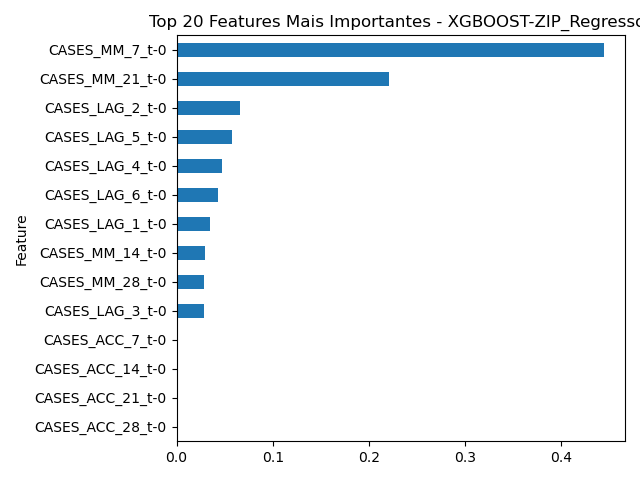 Top 20 Features Mais Importantes - XGBOOST-ZIP_Regresso
CASES_MM_7_t-0
CASES_MM_21_t-0
CASES_LAG_2_t-0
CASES_LAG_5_t-0
CASES_LAG_4_t-0
CASES_LAG_6_t-0
CASES_LAG_1_t-0
CASES_MM_14_t-0
CASES_MM_28_t-0
CASES_LAG_3_t-0
CASES_ACC_7_t-0
CASES_ACC_14_t-0
CASES_ACC_21_t-0
CASES_ACC_28_t-0
Feature
0.0 0.1 0.2 0.3 0.4